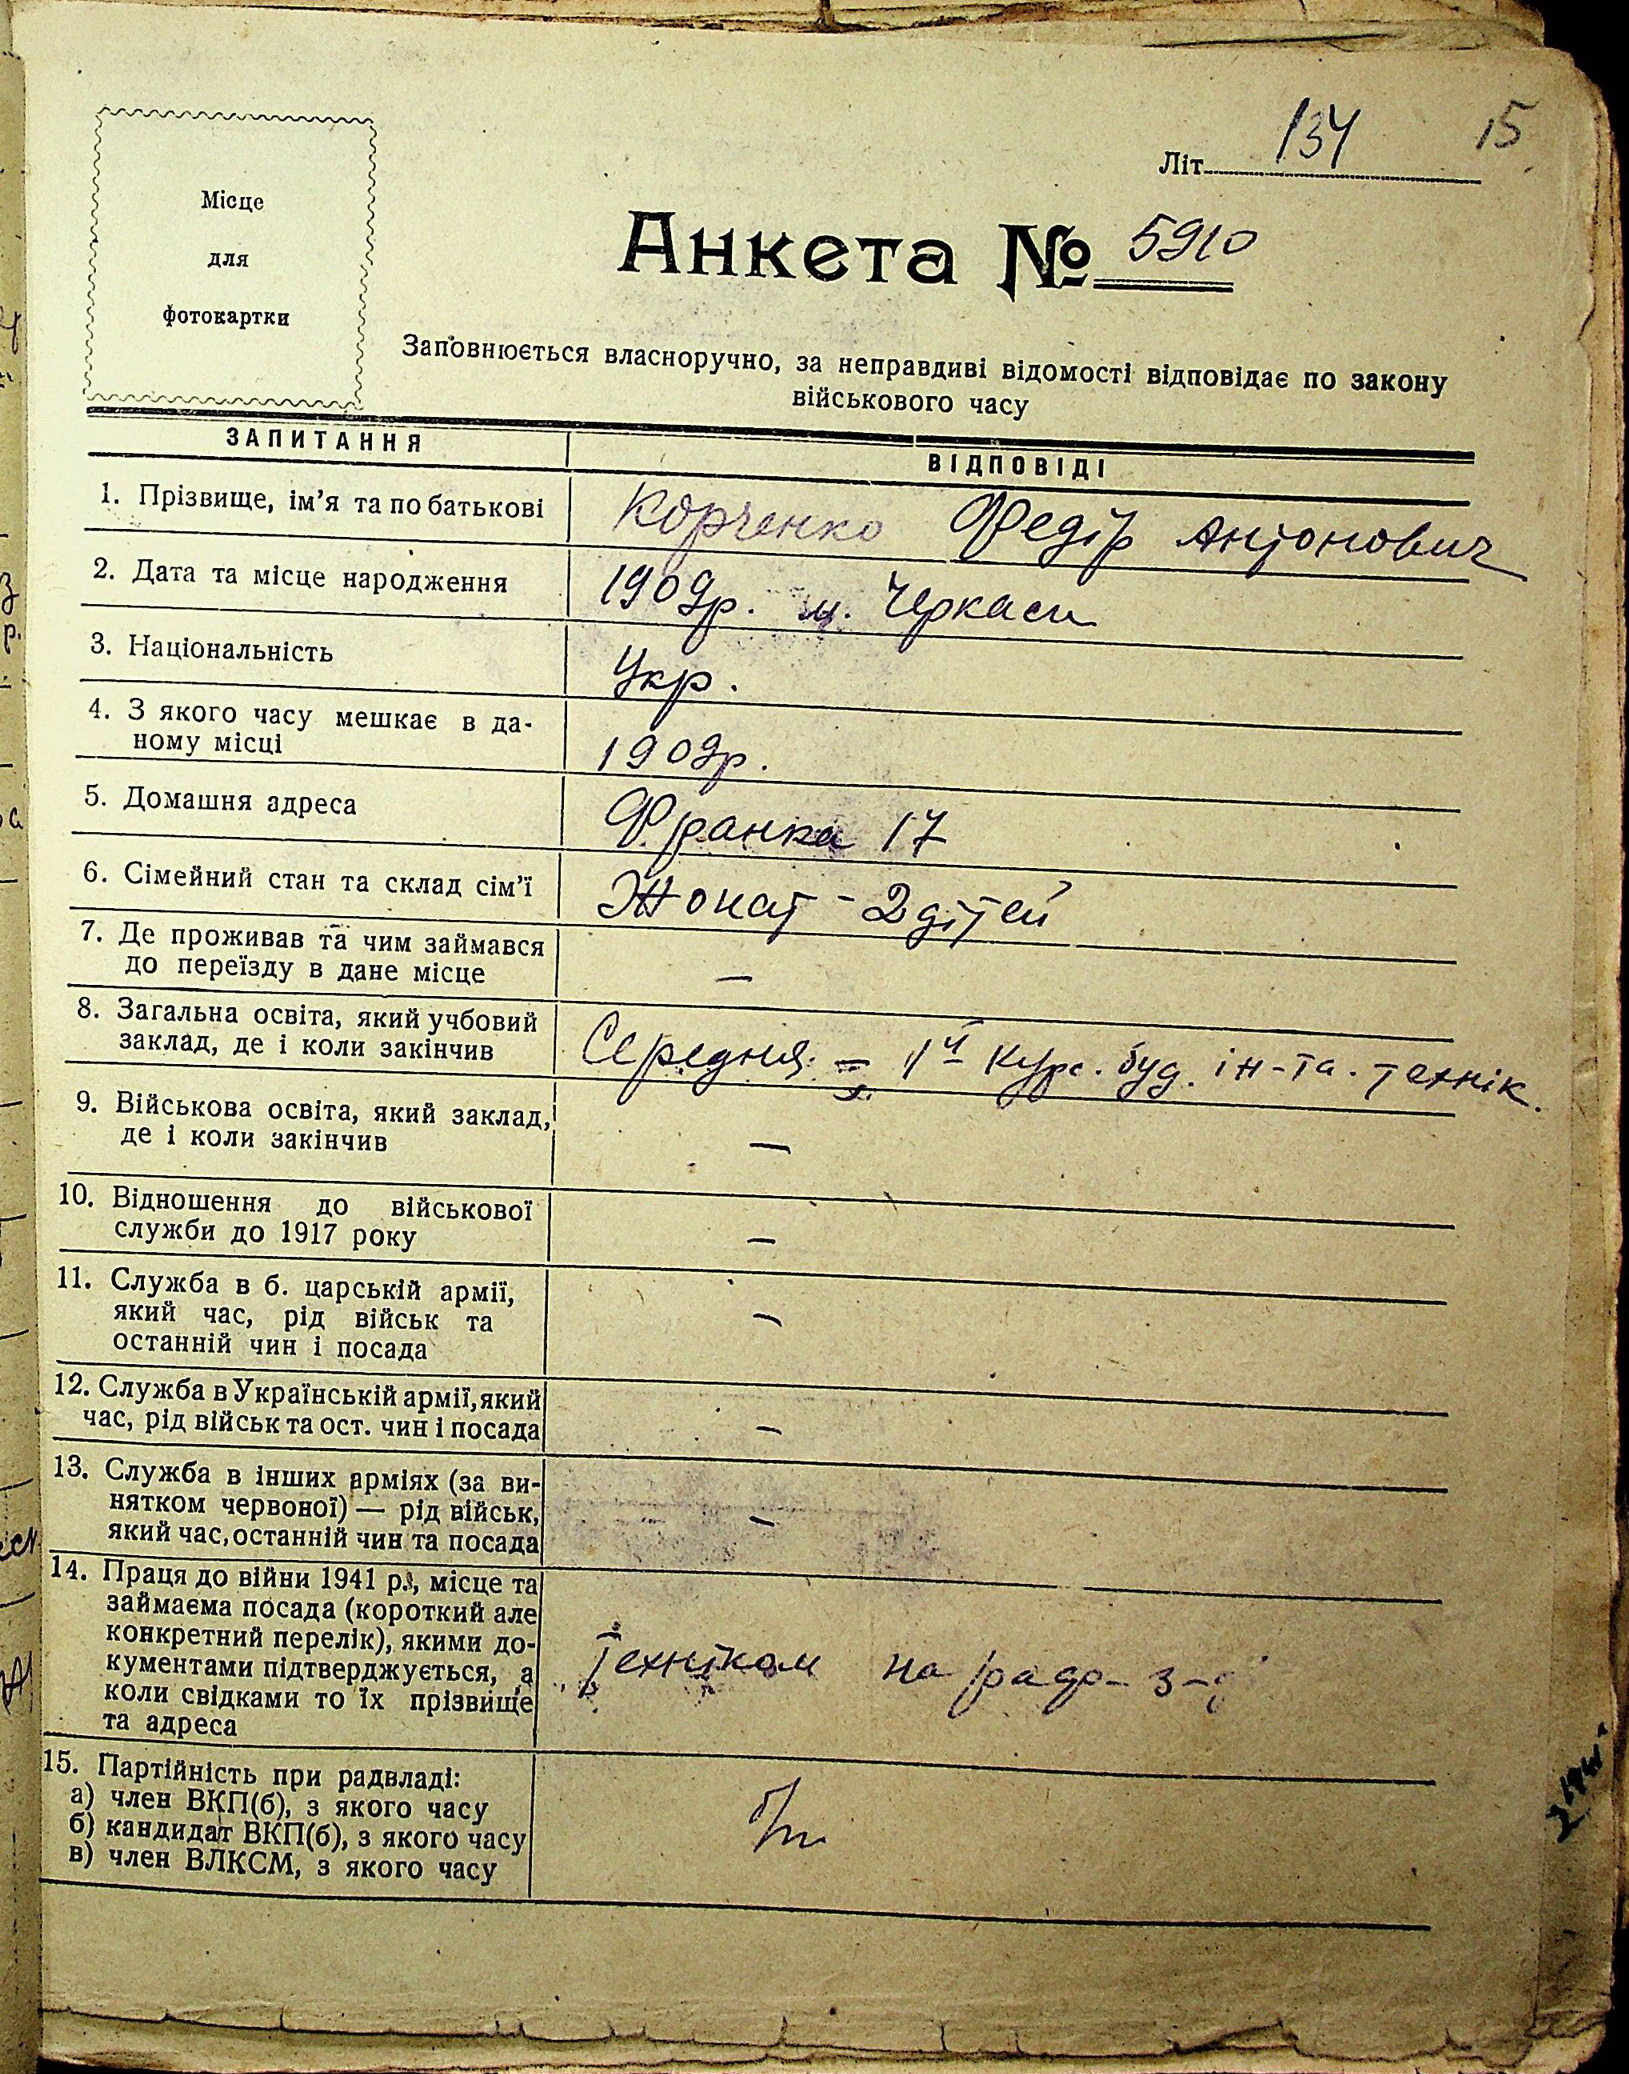 15
Літ. 134
Місце
для
фотокартки
Анкета № 5910
Заповнюється власноручно, за неправдиві відомості відповідає по закону
військового часу
ЗАПИТАННЯ
ВІДПОВІДІ
1. Прізвище, ім’я та по батькові
Корченко Федір Антонович
2. Дата та місце народження
1909р. м. Черкаси
3. Національність
Укр.
4. З якого часу мешкає в да-
ному місці
1909р.
5. Домашня адреса
Франка 17
6. Сімейний стан та склад сім’ї
Жонат - 2 дітей
7. Де проживав та чим займався
до переїзду в дане місце
—
8. Загальна освіта, який учбовий
заклад, де і коли закінчив
Середня. = 1й курс. буд. ін-та. технік.
9. Військова освіта, який заклад,
де і коли закінчив
—
10. Відношення до військової
служби до 1917 року
—
11. Служба в б. царській армії,
який час, рід військ та
останній чин і посада
—
12. Служба в Українській армії, який
час, рід військ та ост. чин і посада
—
13. Служба в інших арміях (за ви-
нятком червоної) — рід військ,
який час, останній чин та посада
—
14. Праця до війни 1941 р., місце та
займаєма посада (короткий але
конкретний перелік), якими до-
кументами підтверджується, а
коли свідками то їх прізвище
та адреса
Техніком на
15. Партійність при радвладі:
а) член ВКП(б), з якого часу
б) кандидат ВКП(б), з якого часу
в) член ВЛКСМ, з якого часу
б/п